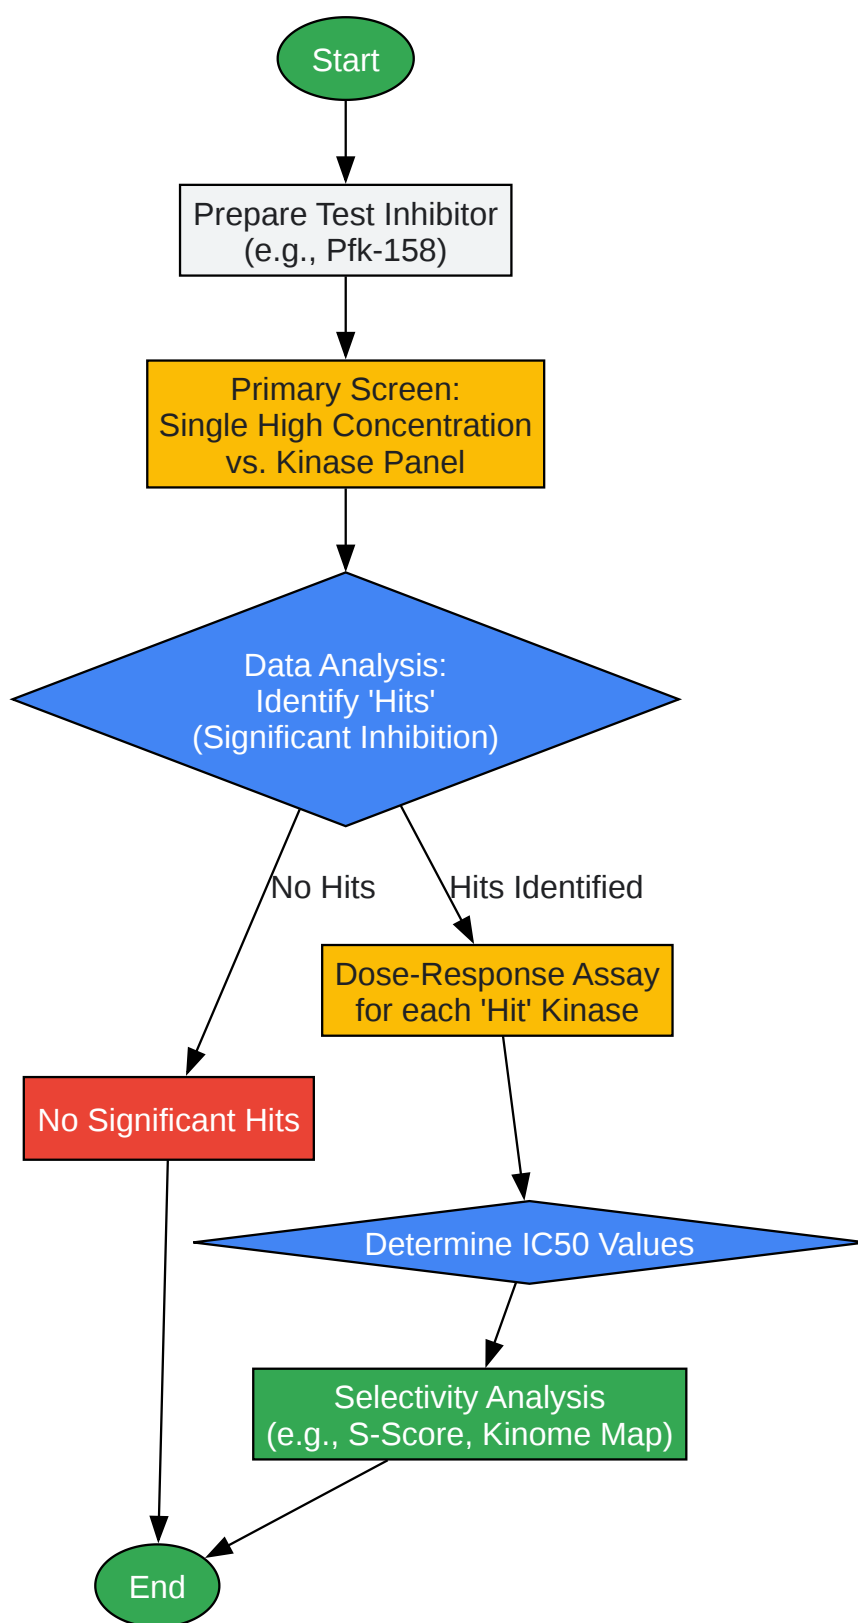 Start
Prepare Test Inhibitor
(e.g., Pfk-158)
Primary Screen:
Single High Concentration
vs. Kinase Panel
Data Analysis:
Identify 'Hits'
(Significant Inhibition)
No Hits
Hits Identified
Dose-Response Assay
for each 'Hit' Kinase
No Significant Hits
Determine IC50 Values
Selectivity Analysis
(e.g., S-Score, Kinome Map)
End